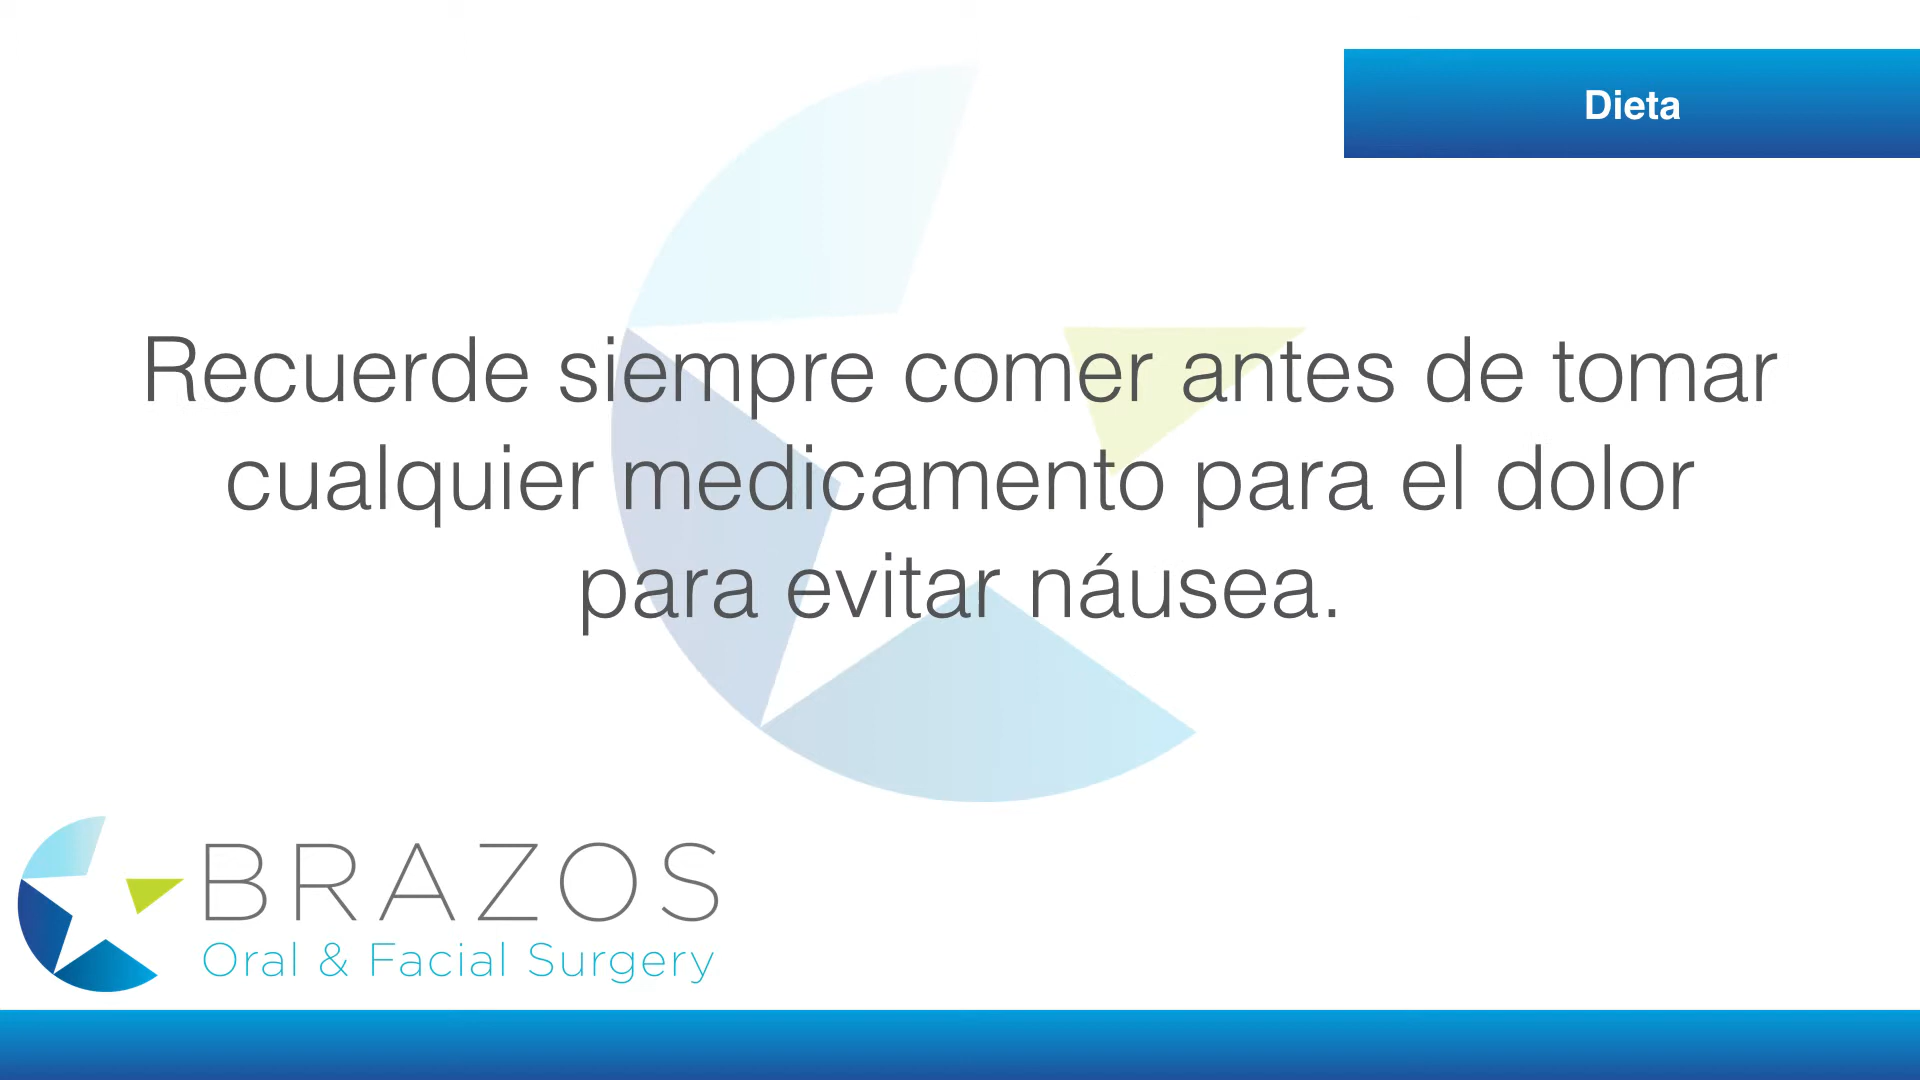 Dieta
Recuerde siempre comer antes de tomar
cualquier medicamento para el dolor
para evitar náusea.
BRAZOS
Oral & Facial Surgery